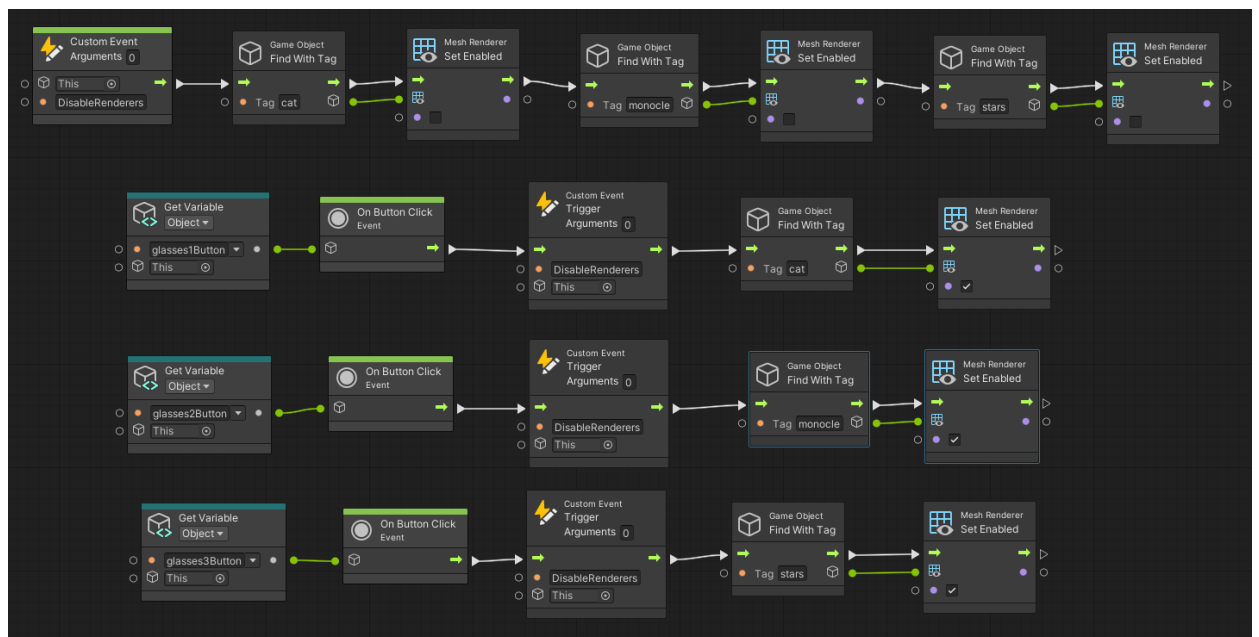 Custom Event
Arguments 0
This
DisableRenderers
Game Object
Find With Tag
Tag cat
Mesh Renderer
Set Enabled
Game Object
Find With Tag
Tag monocle
Mesh Renderer
Set Enabled
Game Object
Find With Tag
Tag stars
Mesh Renderer
Set Enabled
Get Variable
Object
glasses1Button
This
On Button Click
Event
Custom Event
Trigger
Arguments 0
DisableRenderers
This
Game Object
Find With Tag
Tag cat
Mesh Renderer
Set Enabled
Get Variable
Object
glasses2Button
This
On Button Click
Event
Custom Event
Trigger
Arguments 0
DisableRenderers
This
Game Object
Find With Tag
Tag monocle
Mesh Renderer
Set Enabled
Get Variable
Object
glasses3Button
This
On Button Click
Event
Custom Event
Trigger
Arguments 0
DisableRenderers
This
Game Object
Find With Tag
Tag stars
Mesh Renderer
Set Enabled